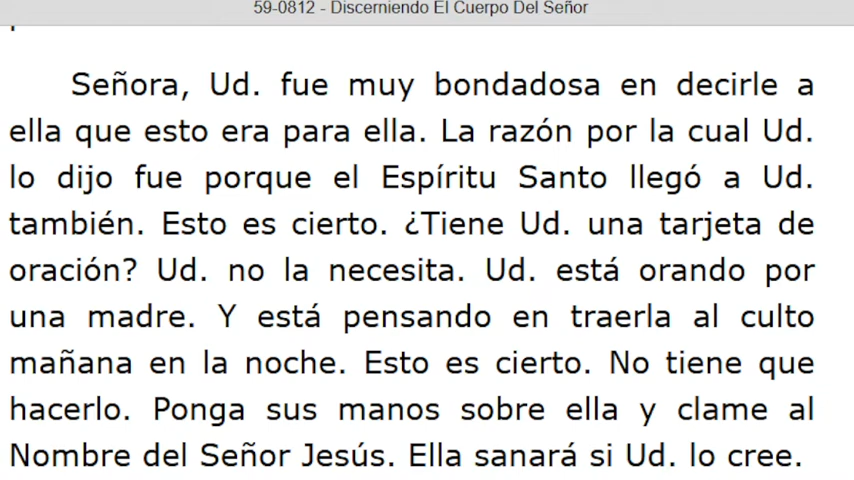 59-0812 - Discerniendo El Cuerpo Del Señor
Señora, Ud. fue muy bondadosa en decirle a
ella que esto era para ella. La razón por la cual Ud.
lo dijo fue porque el Espíritu Santo llegó a Ud.
también. Esto es cierto. ¿Tiene Ud. una tarjeta de
oración? Ud. no la necesita. Ud. está orando por
una madre. Y está pensando en traerla al culto
mañana en la noche. Esto es cierto. No tiene que
hacerlo. Ponga sus manos sobre ella y clame al
Nombre del Señor Jesús. Ella sanará si Ud. lo cree.